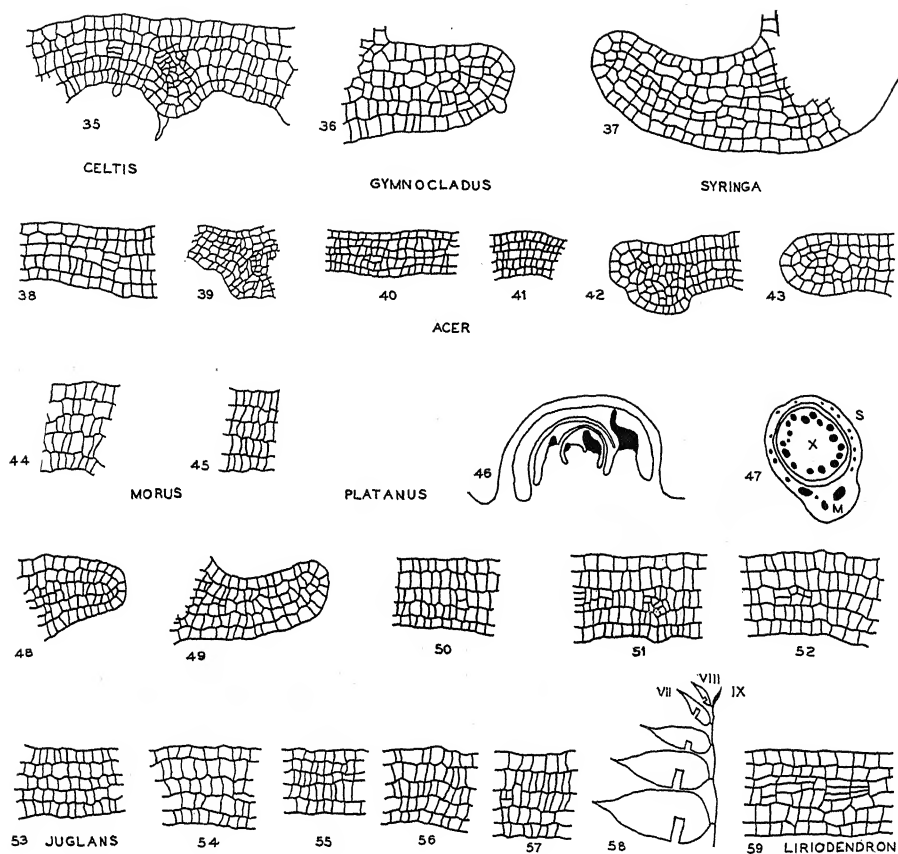 35
36
37
CELTIS
GYMNOCLADUS
SYRINGA
38
39
40
41
42
43
ACER
44
45
46
47
S
X
M
MORUS
PLATANUS
48
49
50
51
52
VII
VIII
IX
53 JUGLANS
54
55
56
57
58
59 LIRIODENDRON